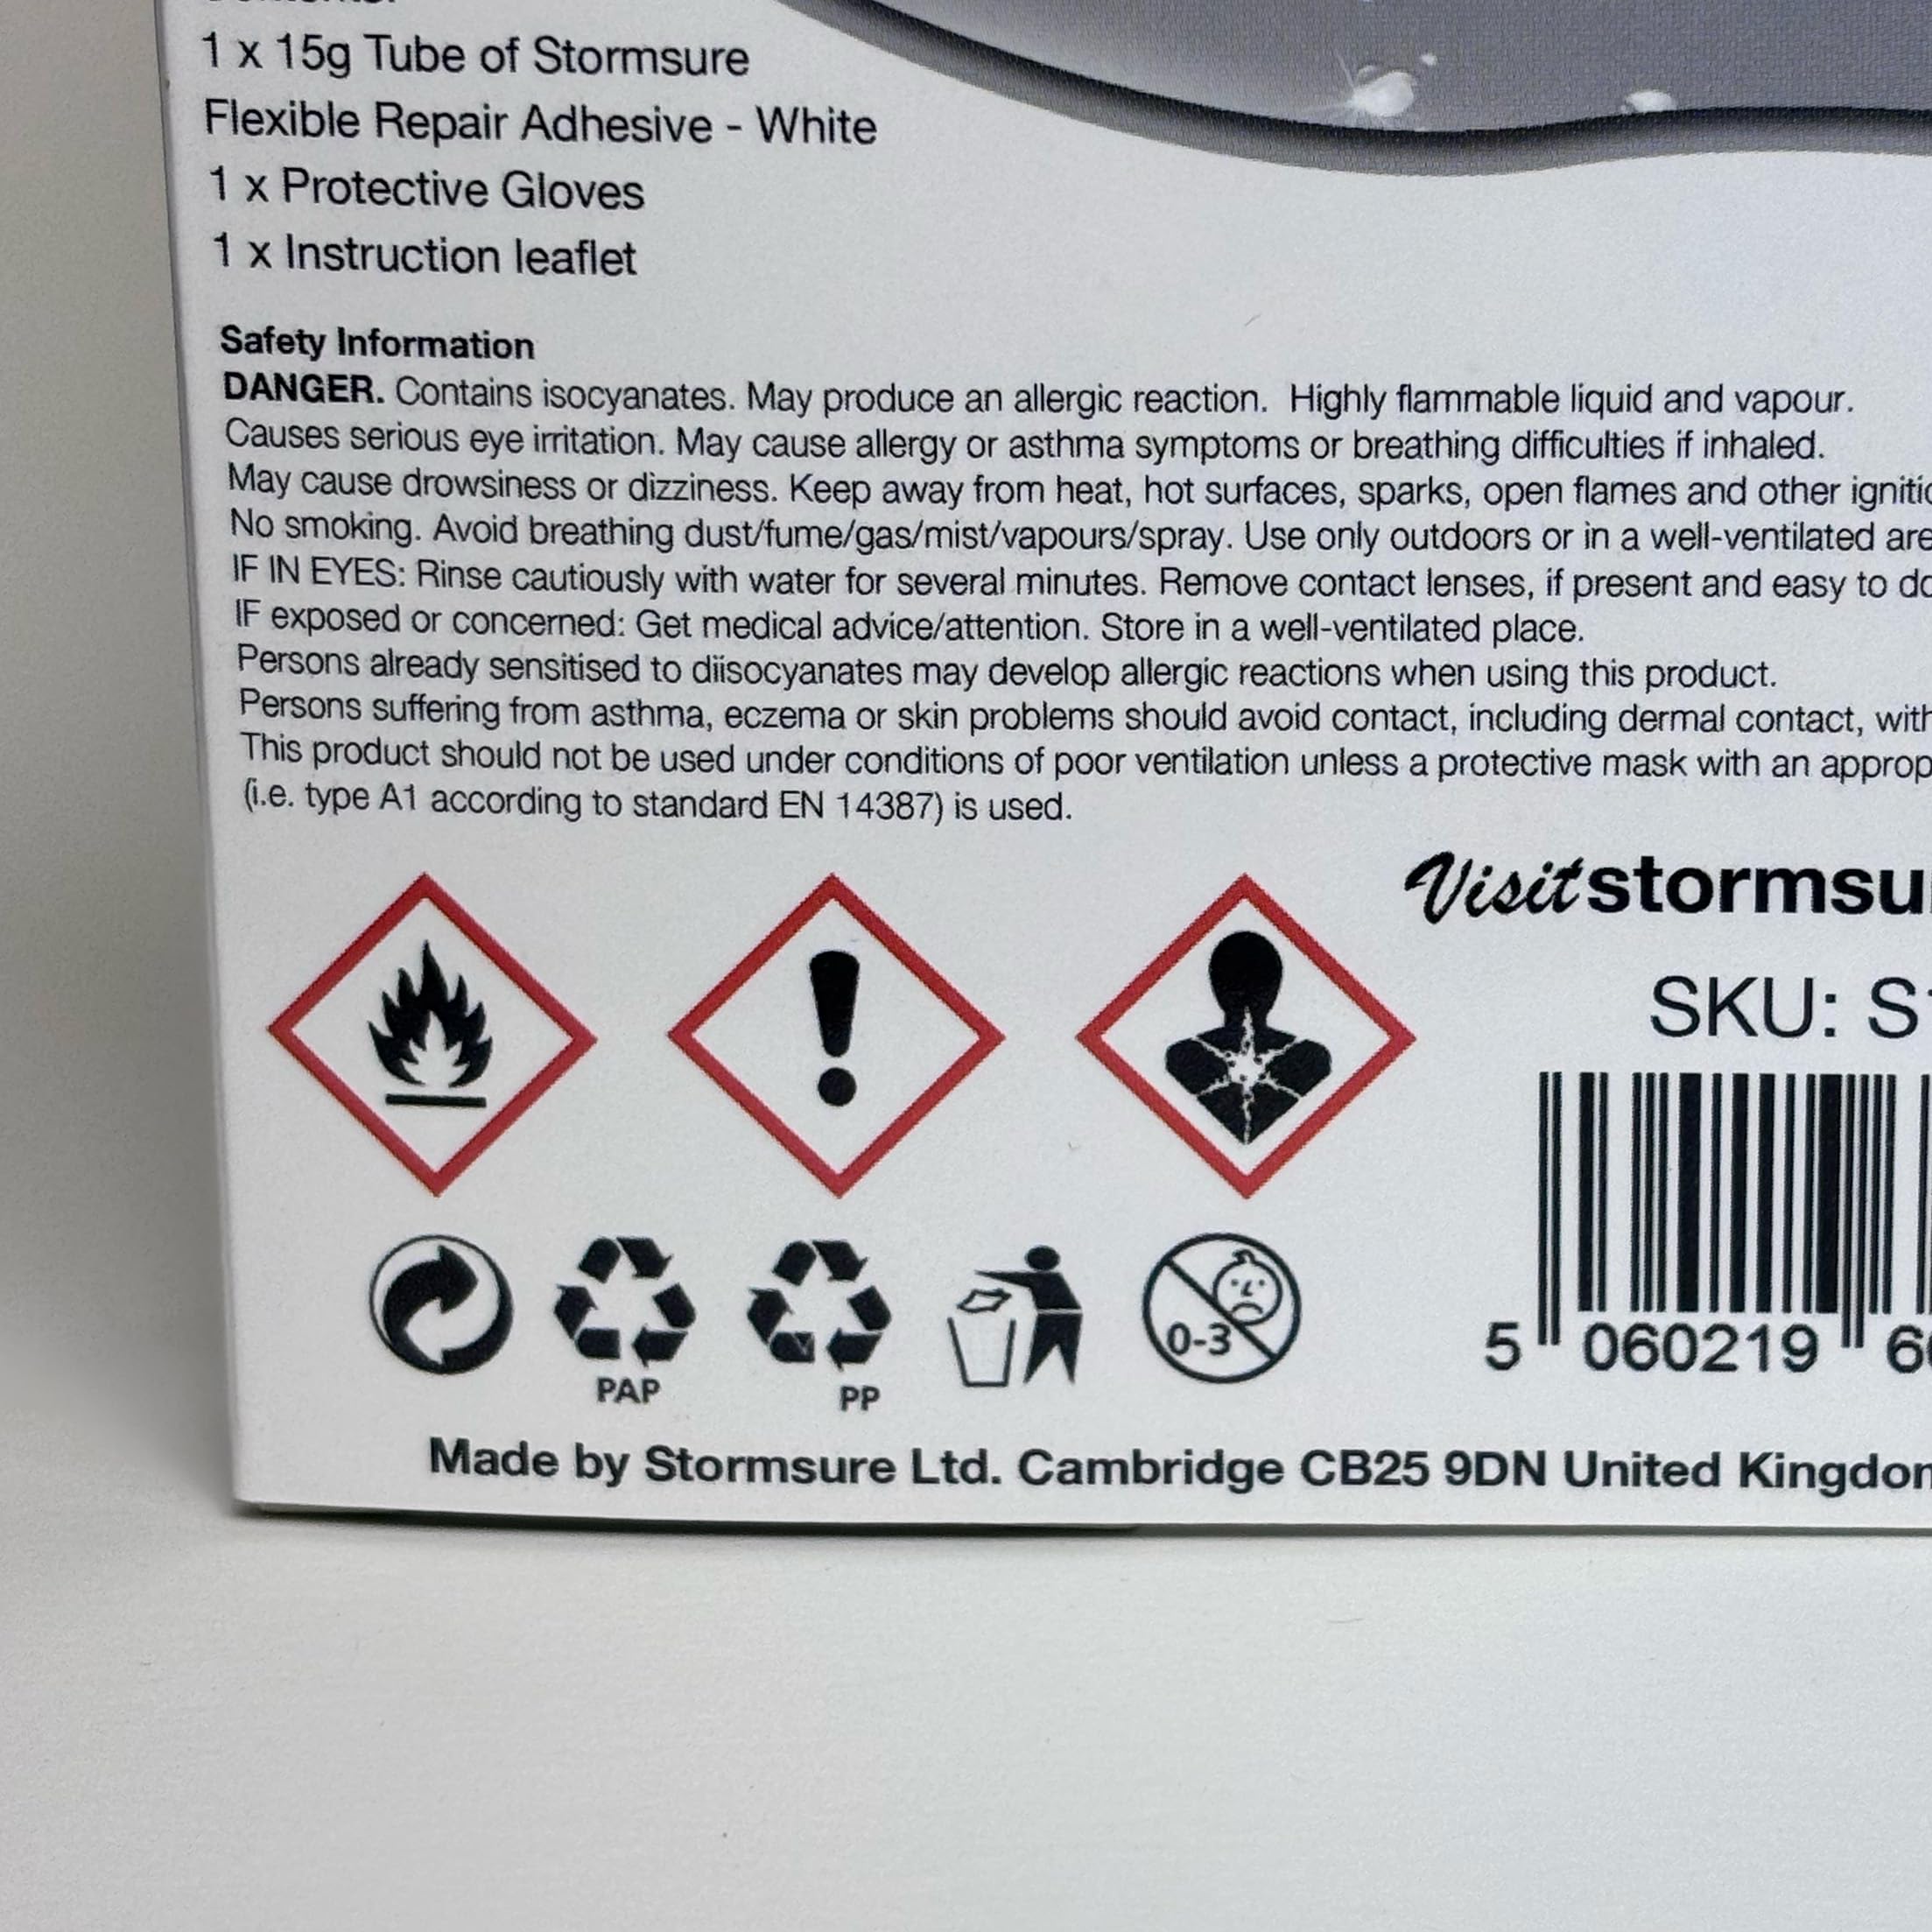 1 x 15g Tube of Stormsure
Flexible Repair Adhesive - White
1 x Protective Gloves
1 x Instruction leaflet
Safety Information
DANGER. Contains isocyanates. May produce an allergic reaction. Highly flammable liquid and vapour.
Causes serious eye irritation. May cause allergy or asthma symptoms or breathing difficulties if inhaled.
May cause drowsiness or dizziness. Keep away from heat, hot surfaces, sparks, open flames and other
No smoking. Avoid breathing dust/fume/gas/mist/vapours/spray. Use only outdoors or in a well-ventilated
IF IN EYES: Rinse cautiously with water for several minutes. Remove contact lenses, if present and easy to
IF exposed or concerned: Get medical advice/attention. Store in a well-ventilated place.
Persons already sensitised to diisocyanates may develop allergic reactions when using this product.
Persons suffering from asthma, eczema or skin problems should avoid contact, including dermal contact, with
This product should not be used under conditions of poor ventilation unless a protective mask with an
(i.e. type A1 according to standard EN 14387) is used.
Visit
SKU:
0-3
PAP
PP
5 060219
Made by Stormsure Ltd. Cambridge CB25 9DN United